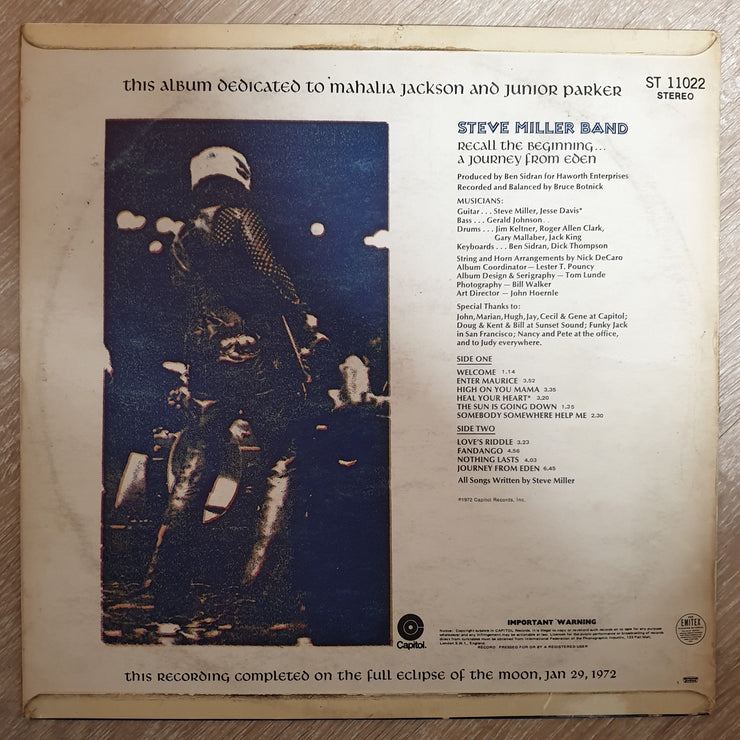 this album dedicated to mahalia jackson and junior parker
ST 11022
STEREO
STEVE MILLER BAND
Recall the Beginning...
A Journey from Eden
Produced by Ben Sidran for Haworth Enterprises
Recorded and Balanced by Bruce Botnick
MUSICIANS:
Guitar . . . Steve Miller, Jesse Davis*
Bass . . . Gerald Johnson . .
Drums . . . Jim Keltner, Roger Allen Clark,
Gary Mallaber, Jack King
Keyboards . . . Ben Sidran, Dick Thompson
String and Horn Arrangements by Nick DeCaro
Album Coordinator — Lester T. Pouncy
Album Design & Serigraphy — Tom Lunde
Photography — Bill Walker
Art Director — John Hoernle
Special Thanks to:
John, Marian, Hugh, Jay, Cecil & Gene at Capitol;
Doug & Kent & Bill at Sunset Sound; Funky Jack
in San Francisco; Nancy and Pete at the office,
and to Judy everywhere.
SIDE ONE
WELCOME 1.14
ENTER MAURICE 3.52
HIGH ON YOU MAMA 3.35
HEAL YOUR HEART* 3.20
THE SUN IS GOING DOWN 1.35
SOMEBODY SOMEWHERE HELP ME 2.30
SIDE TWO
LOVE'S RIDDLE 3.23
FANDANGO 4.56
NOTHING LASTS 4.03
JOURNEY FROM EDEN 6.45
All Songs Written by Steve Miller
℗1972 Capitol Records, Inc.
Capitol.
IMPORTANT WARNING
RECORD PRESSED FOR OR BY A REGISTERED USER
EMITEX
this recording completed on the full eclipse of the moon, jan 29, 1972